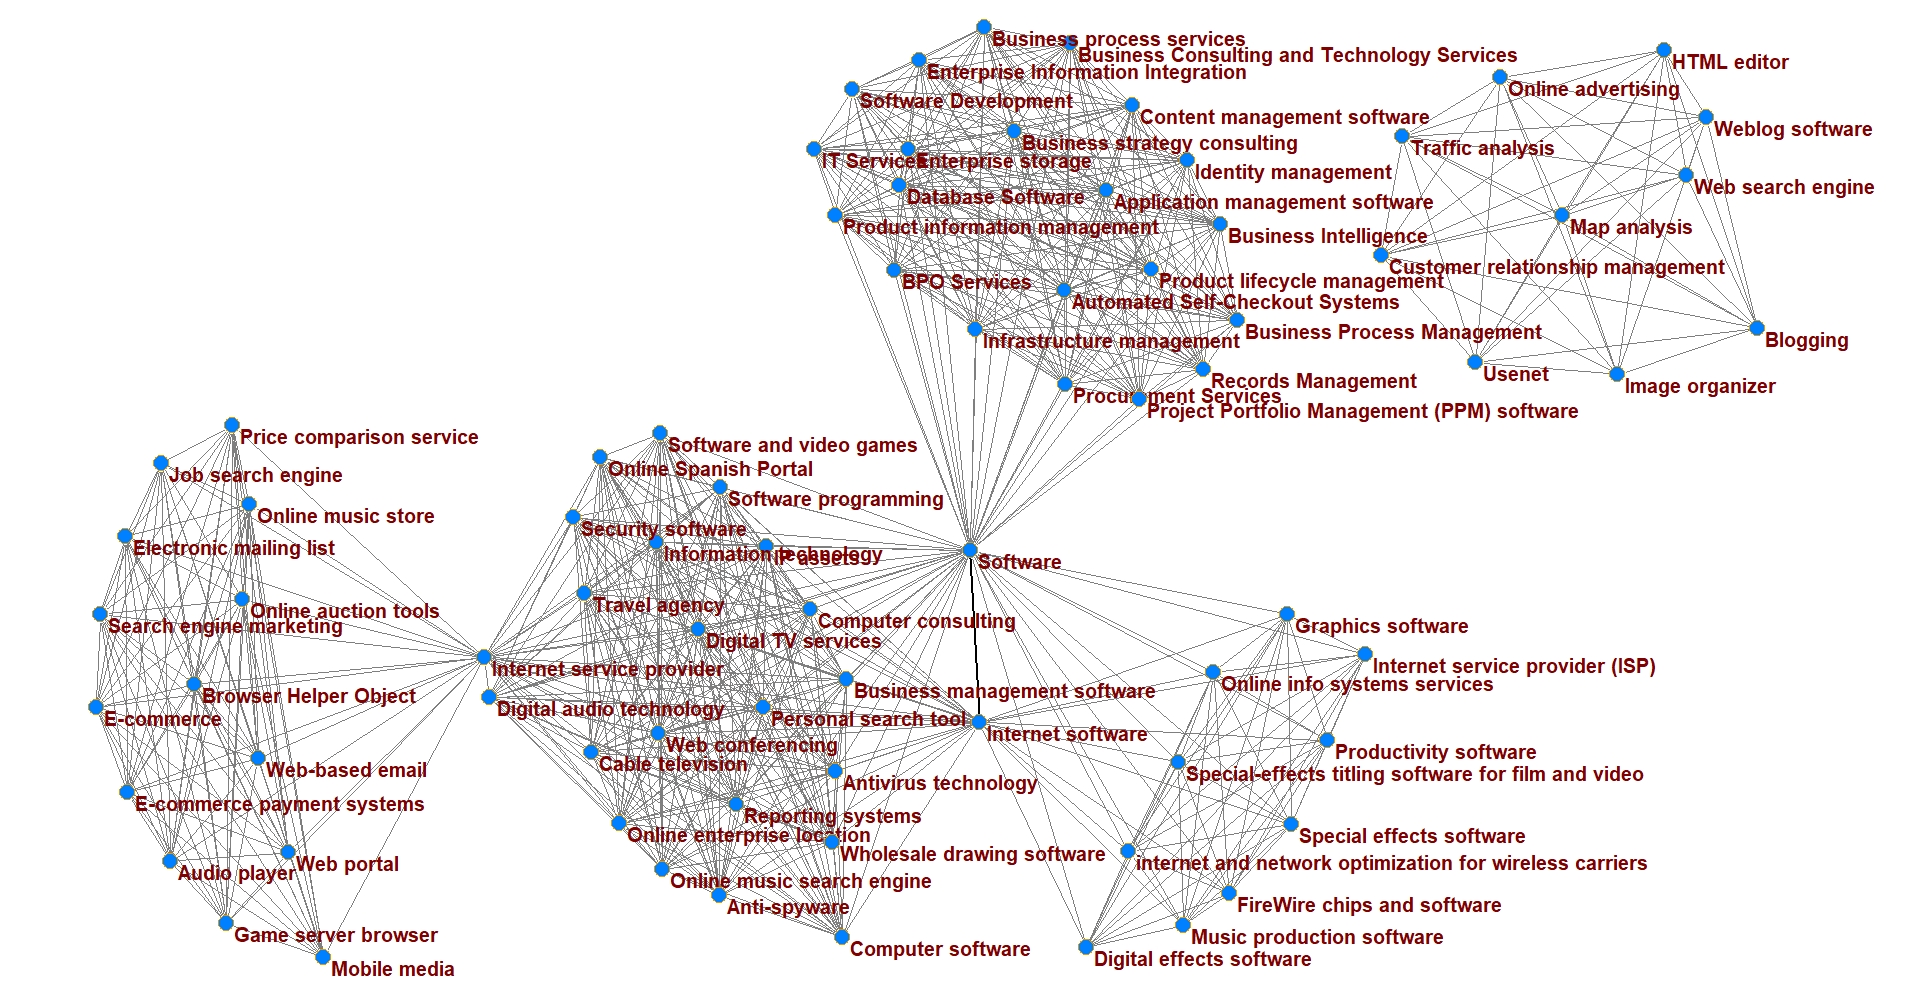 Business process services
Business Consulting and Technology Services
HTML editor
Enterprise Information Integration
Online advertising
Software Development
Content management software
Weblog software
Business strategy consulting
Traffic analysis
IT Services
Enterprise storage
Identity management
Web search engine
Database Software
Application management software
Product information management
Map analysis
Business Intelligence
Customer relationship management
BPO Services
Product lifecycle management
Automated Self-Checkout Systems
Business Process Management
Infrastructure management
Blogging
Usenet
Records Management
Image organizer
Procurement Services
Project Portfolio Management (PPM) software
Price comparison service
Software and video games
Online Spanish Portal
Job search engine
Software programming
Online music store
Security software
Electronic mailing list
Information technology
IP assets
Software
Travel agency
Online auction tools
Computer consulting
Search engine marketing
Graphics software
Digital TV services
Internet service provider
Internet service provider (ISP)
Online info systems services
Business management software
Browser Helper Object
Digital audio technology
E-commerce
Personal search tool
Internet software
Web conferencing
Productivity software
Cable television
Web-based email
Special-effects titling software for film and video
Antivirus technology
E-commerce payment systems
Reporting systems
Online enterprise location
Special effects software
Wholesale drawing software
internet and network optimization for wireless carriers
Web portal
Audio player
Online music search engine
Anti-spyware
FireWire chips and software
Game server browser
Music production software
Computer software
Digital effects software
Mobile media